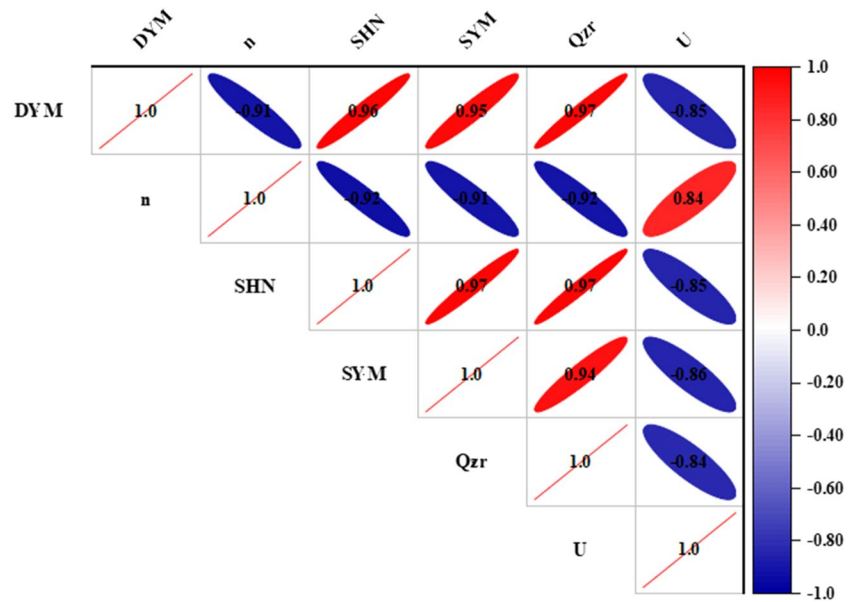 DYM n SHN SYM Qzr U
1.0
DYM 1.0 -0.91 0.96 0.95 0.97 -0.85
0.80
0.60
n 1.0 -0.92 -0.91 -0.92 0.84
0.40
0.20
SHN 1.0 0.97 0.97 -0.85
0.0
-0.20
SYM 1.0 0.94 -0.86
-0.40
Qzr 1.0 -0.84
-0.60
-0.80
U 1.0
-1.0